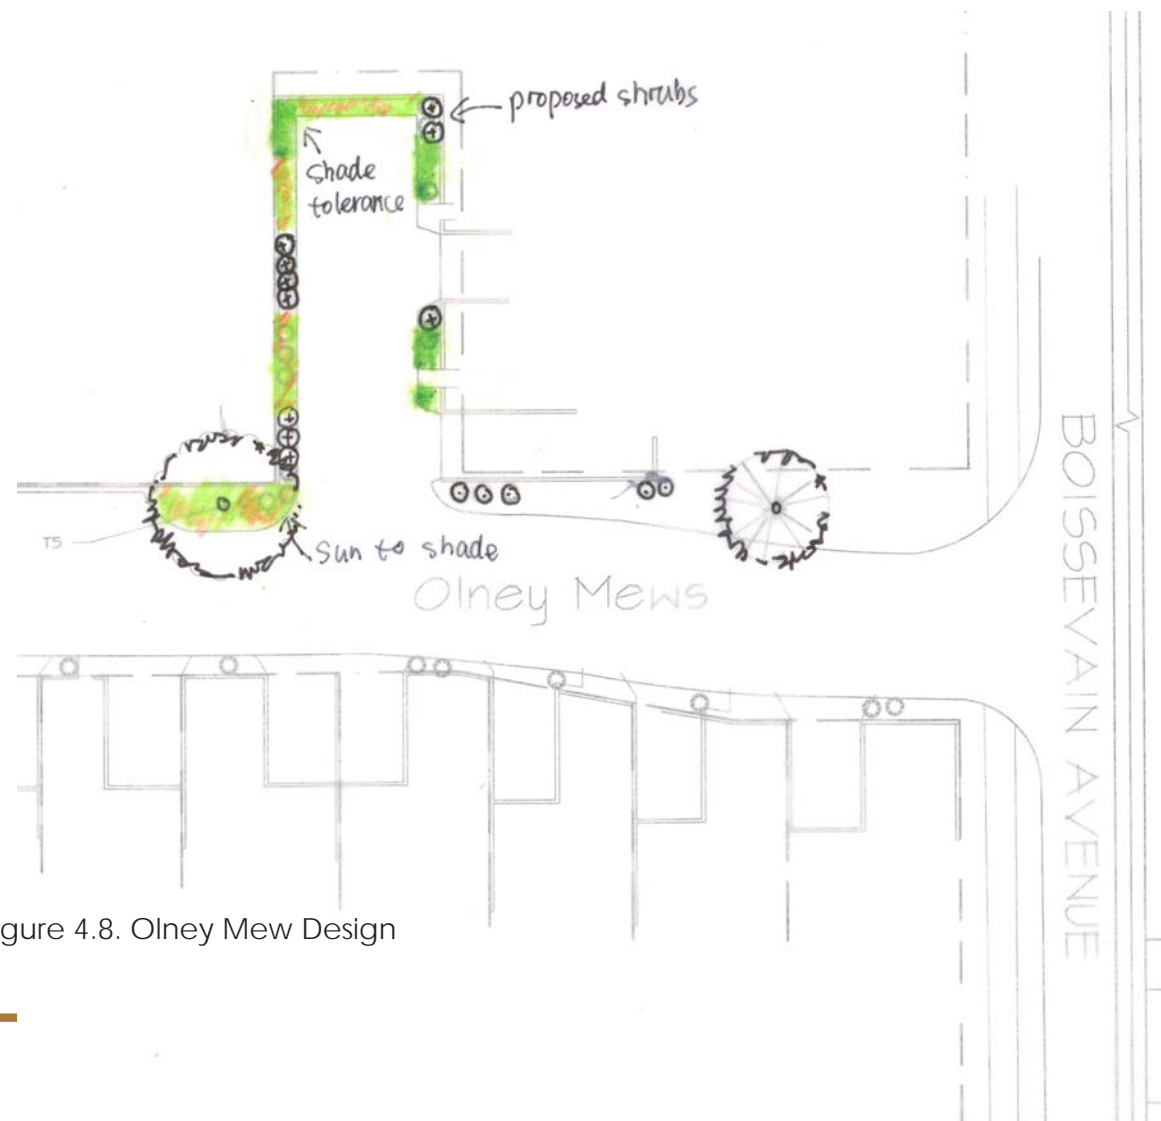 proposed shrubs
shade
tolerance
T5
sun to shade
Olney Mews
BOISSEVAIN AVENUE
gure 4.8. Olney Mew Design